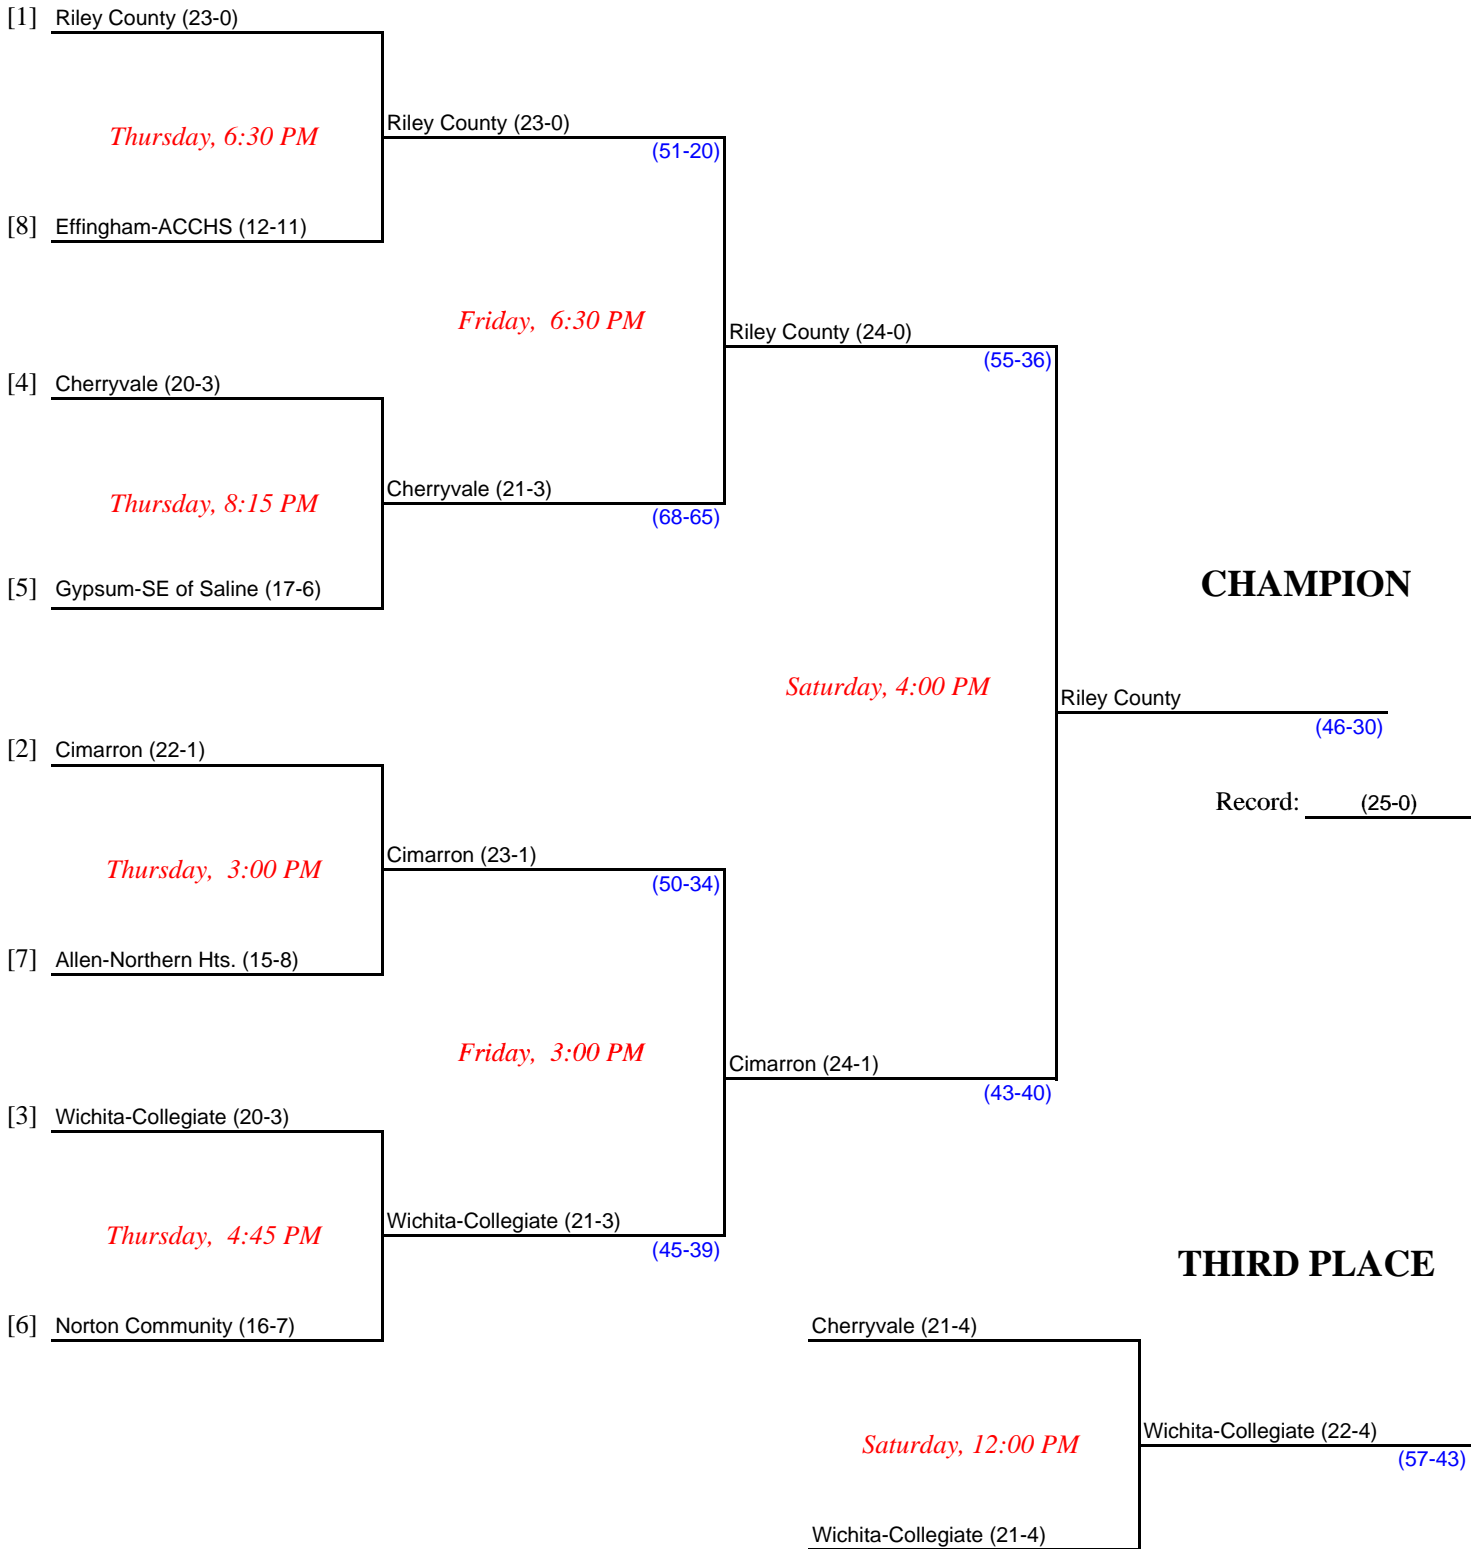 [1] Riley County (23-0)
Thursday, 6:30 PM
Riley County (23-0)
(51-20)
[8] Effingham-ACCHS (12-11)
Friday, 6:30 PM
Riley County (24-0)
(55-36)
[4] Cherryvale (20-3)
Thursday, 8:15 PM
Cherryvale (21-3)
(68-65)
[5] Gypsum-SE of Saline (17-6)
CHAMPION
Saturday, 4:00 PM
Riley County
(46-30)
Record: (25-0)
[2] Cimarron (22-1)
Thursday, 3:00 PM
Cimarron (23-1)
(50-34)
[7] Allen-Northern Hts. (15-8)
Friday, 3:00 PM
Cimarron (24-1)
(43-40)
[3] Wichita-Collegiate (20-3)
Thursday, 4:45 PM
Wichita-Collegiate (21-3)
(45-39)
[6] Norton Community (16-7)
THIRD PLACE
Cherryvale (21-4)
Saturday, 12:00 PM
Wichita-Collegiate (22-4)
(57-43)
Wichita-Collegiate (21-4)